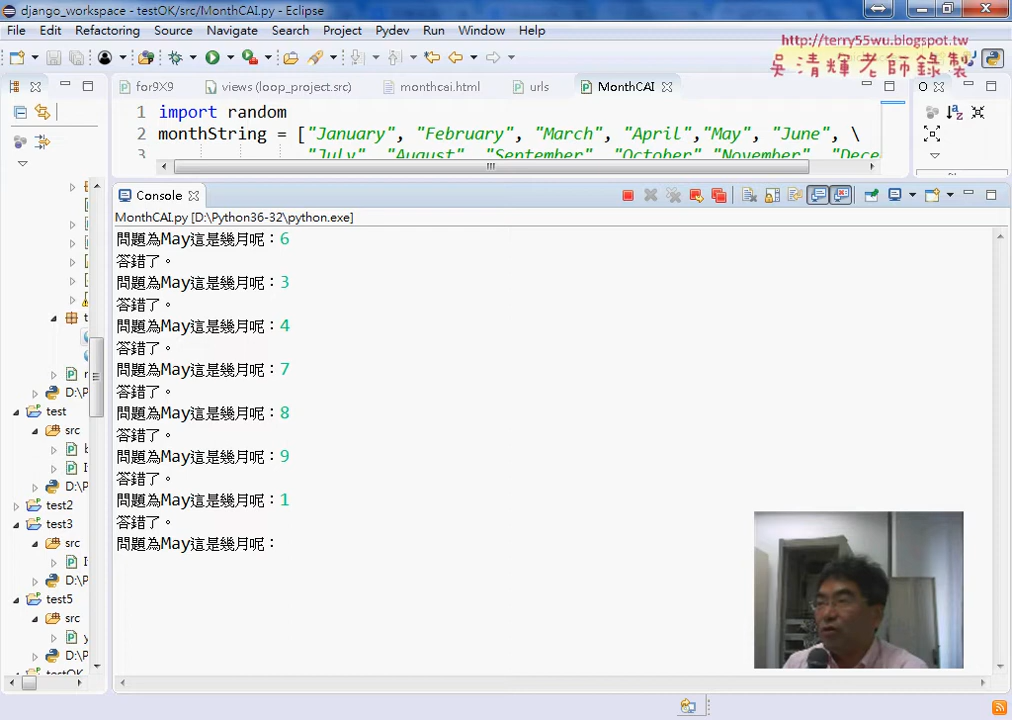 django_workspace - testOK/src/MonthCAI.py - Eclipse
File Edit Refactoring Source Navigate Search Project Pydev Run Window Help
http://terry55wu.blogspot.tw
吳清輝老師錄製
for9X9 views (loop_project.src) monthcai.html urls MonthCAI
1 import random
2 monthString = ["January", "February", "March", "April","May", "June", \
3 "July", "August", "September", "October", "November", "Dece
Console
MonthCAI.py [D:\Python36-32\python.exe]
問題為May這是幾月呢：6
答錯了。
問題為May這是幾月呢：3
答錯了。
問題為May這是幾月呢：4
答錯了。
問題為May這是幾月呢：7
答錯了。
問題為May這是幾月呢：8
答錯了。
問題為May這是幾月呢：9
答錯了。
問題為May這是幾月呢：1
答錯了。
問題為May這是幾月呢：
D:\P
test
src
D:\P
test2
test3
src
D:\P
test5
src
D:\P
testOK